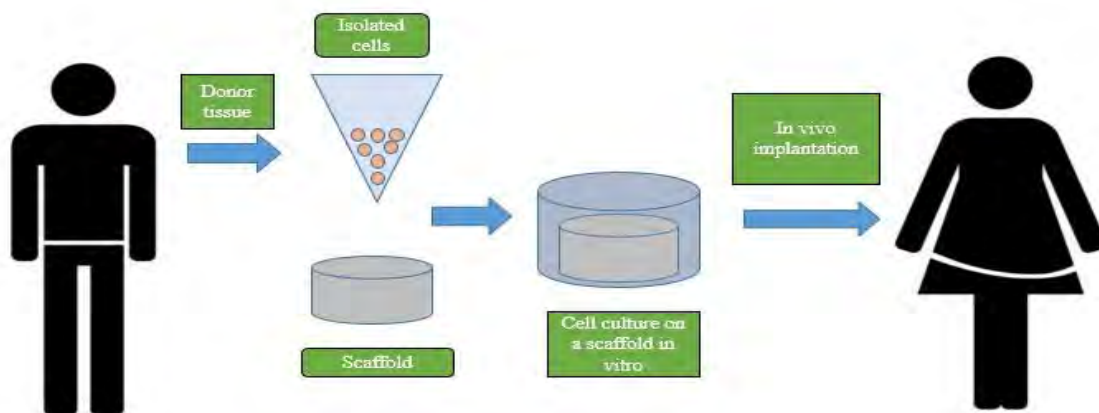 Isolated
cells
Donor
tissue
In vivo
implantation
Scaffold
Cell culture on
a scaffold in
vitro